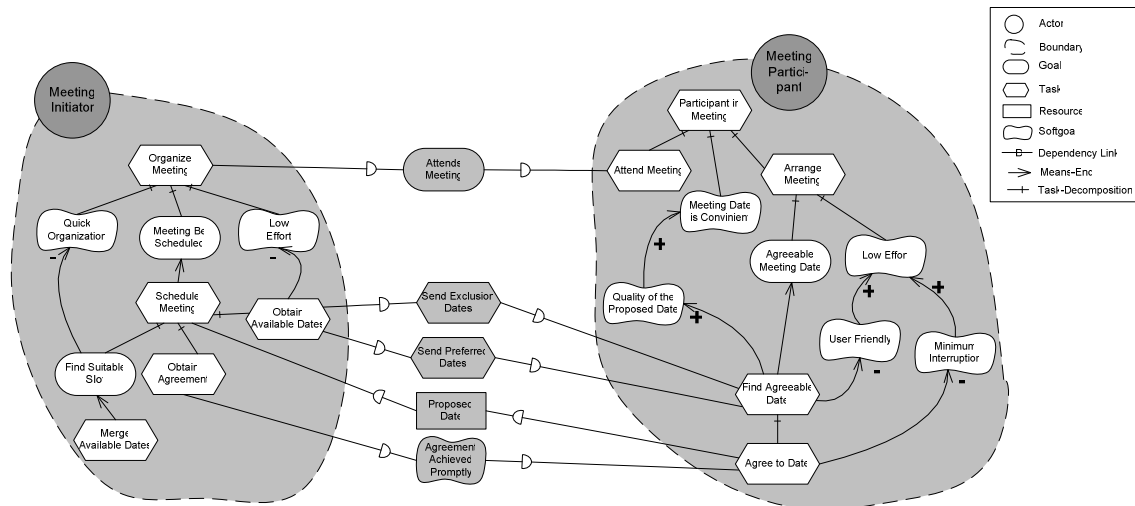 Meeting
Initiator
Meeting
Partici-
pant
Actor
Boundary
Goal
Task
Resource
Softgoal
Dependency Link
Means-End
Task-Decomposition
Organize
Meeting
Attends
Meeting
Participant in
Meeting
Attend Meeting
Arrange
Meeting
Quick
Organization
-
Meeting Be
Scheduled
Low
Effort
-
Meeting Date
is Convinient
+
Agreeable
Meeting Date
Low Effort
+
+
Schedule
Meeting
Obtain
Available Dates
Send Exclusion
Dates
Quality of the
Proposed Date
+
User Friendly
-
Minimum
Interruption
-
Send Preferred
Dates
Find Suitable
Slot
Obtain
Agreement
Find Agreeable
Date
Proposed
Date
Merge
Available Dates
Agreement
Achieved
Promptly
Agree to Date